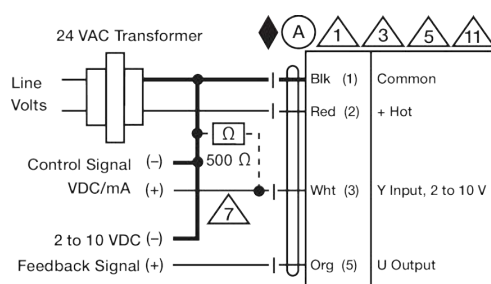 24 VAC Transformer
A 1 3 5 11
Line
Volts
Blk (1) Common
Red (2) + Hot
Ω
500 Ω
Control Signal (–)
VDC/mA (+)
7
Wht (3) Y Input, 2 to 10 V
2 to 10 VDC (–)
Feedback Signal (+)
Org (5) U Output